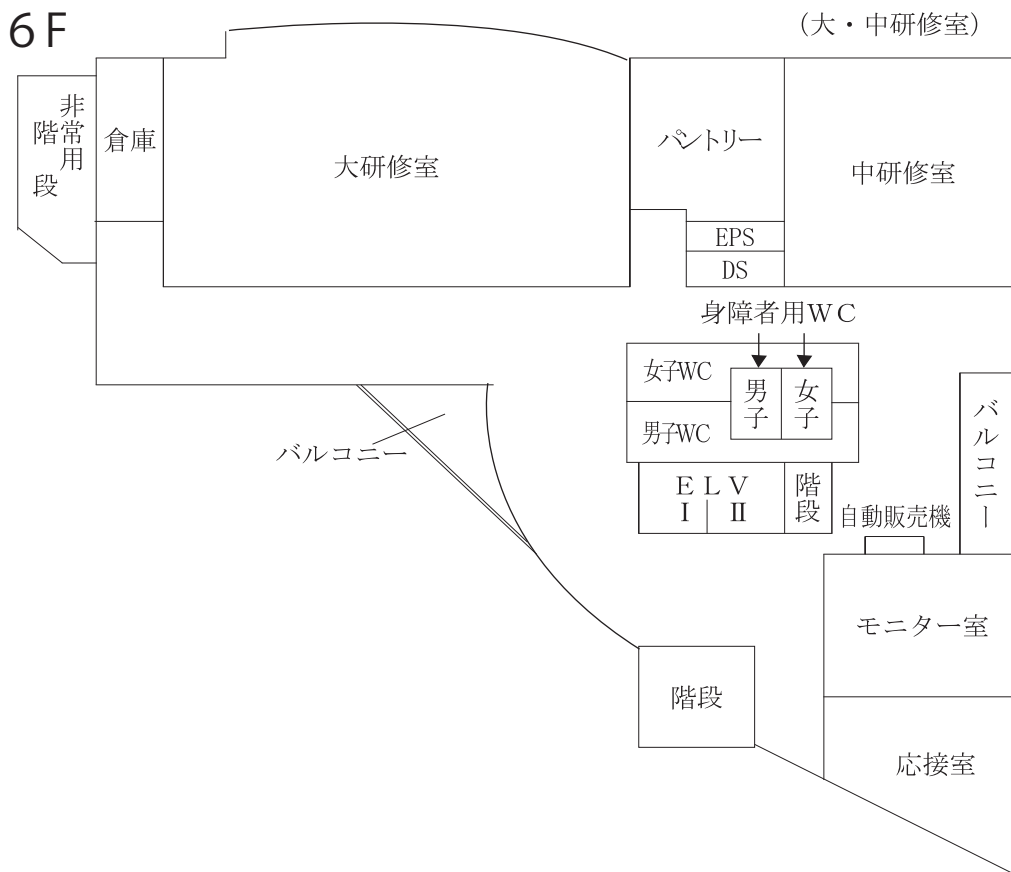 6F
（大・中研修室）
非常用
階段
倉庫
大研修室
パントリー
中研修室
EPS
DS
身障者用WC
女子WC
男子
女子
男子WC
バルコニー
バルコニー
ELV
I
II
階段
自動販売機
モニター室
階段
応接室